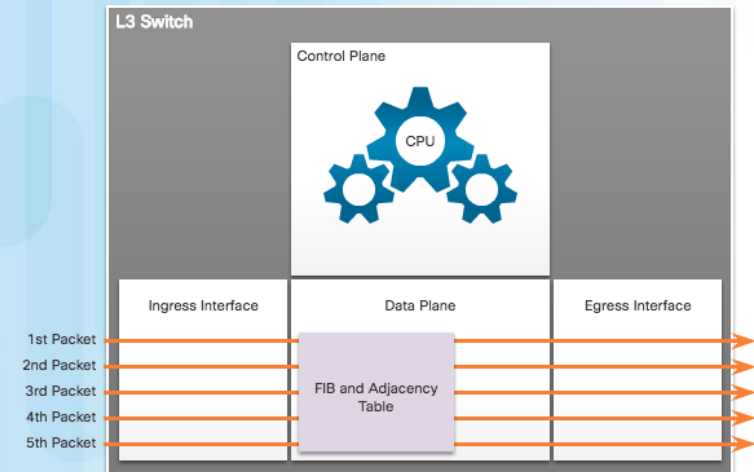 L3 Switch
Control Plane
CPU
Ingress Interface
Data Plane
Egress Interface
1st Packet
2nd Packet
3rd Packet
4th Packet
5th Packet
FIB and Adjacency
Table